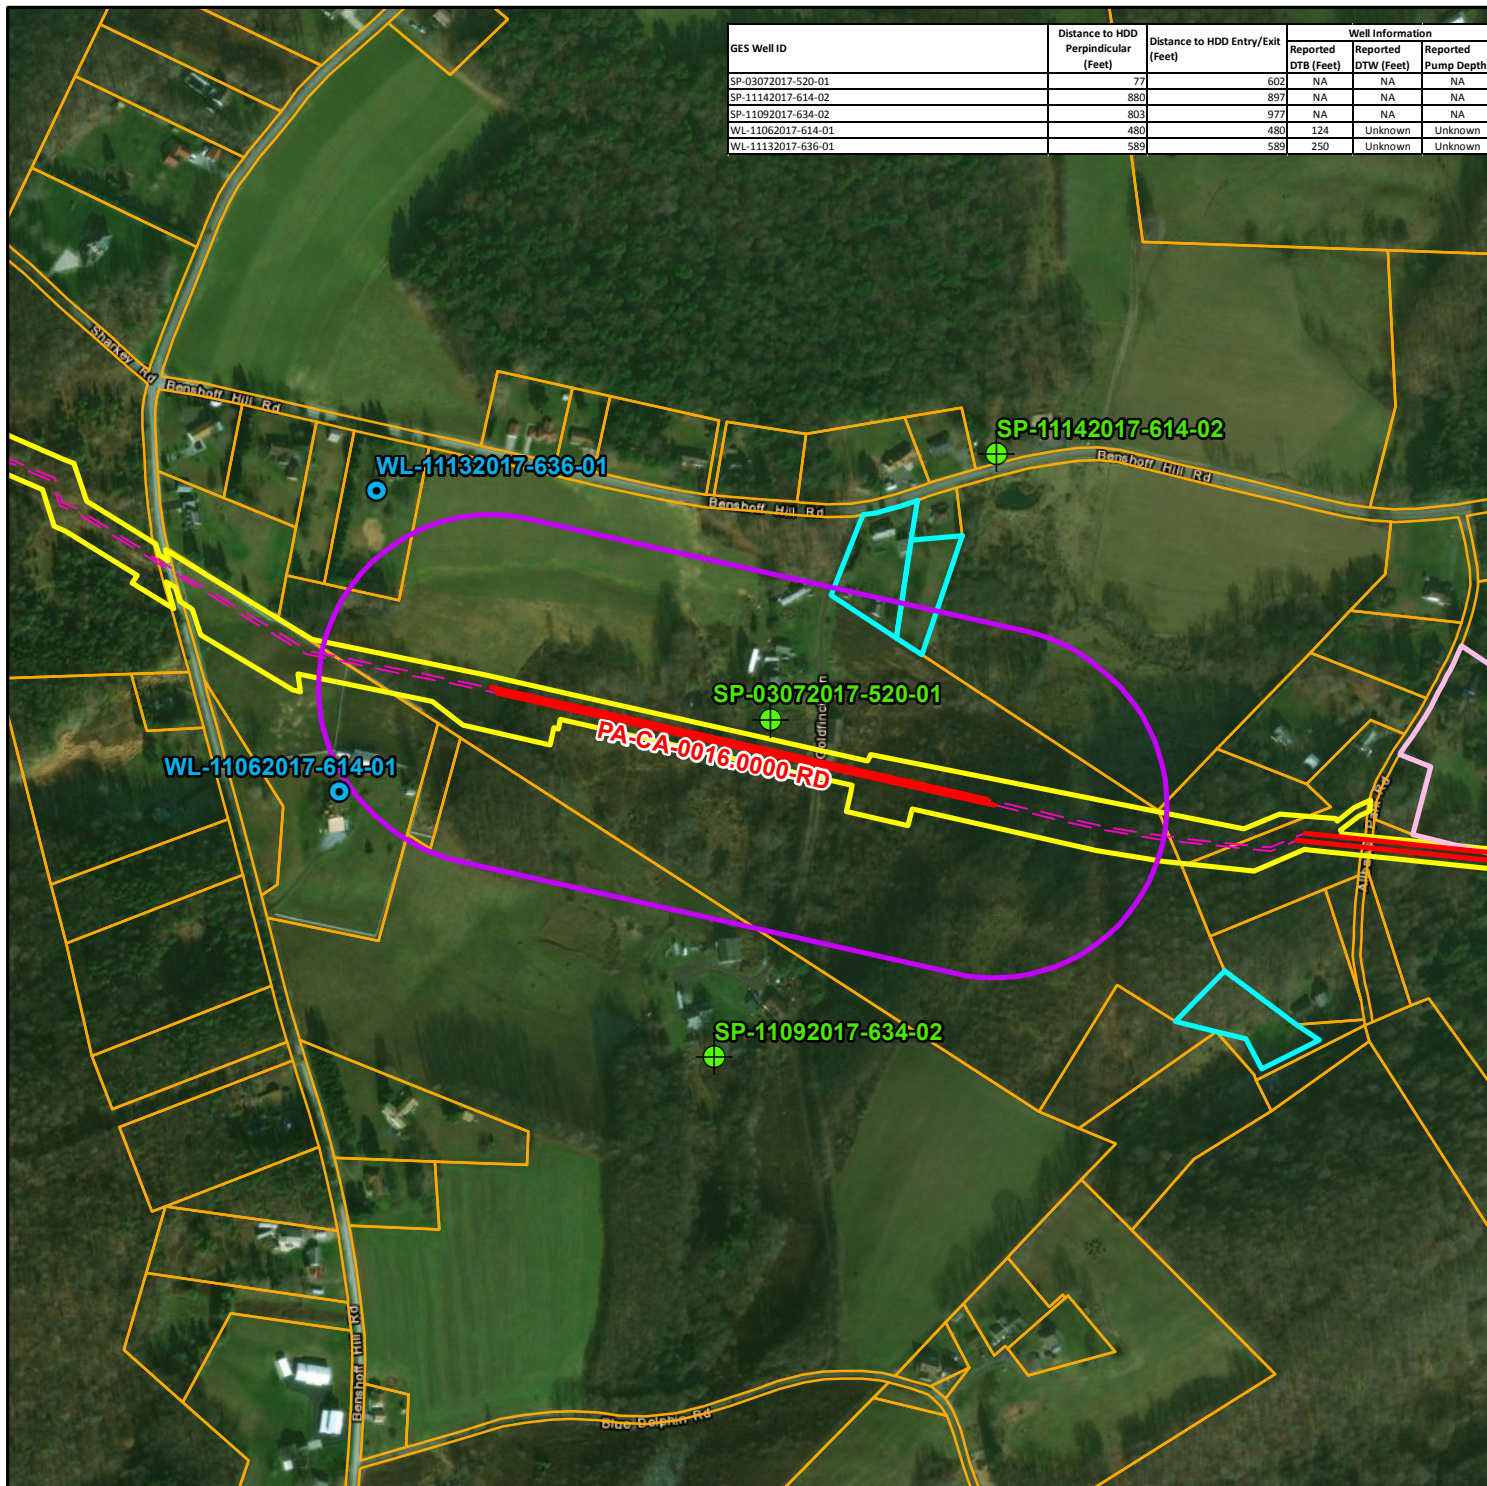 GES Well ID
Distance to HDD Perpindicular (Feet)
Distance to HDD Entry/Exit (Feet)
Well Information
Reported DTB (Feet)
Reported DTW (Feet)
Reported Pump Depth
SP-03072017-520-01 77 602 NA NA NA
SP-11142017-614-02 880 897 NA NA NA
SP-11092017-634-02 803 977 NA NA NA
WL-11062017-614-01 480 480 124 Unknown Unknown
WL-11132017-636-01 589 589 250 Unknown Unknown
Sharkey Rd
Benshoff Hill Rd
SP-11142017-614-02
Benshoff Hill Rd
WL-11132017-636-01
Benshoff Hill Rd
SP-03072017-520-01
PA-CA-0016.0000-RD
WL-11062017-614-01
Rd
SP-11092017-634-02
Benshoff Hill Rd
Blue Dolphin Rd